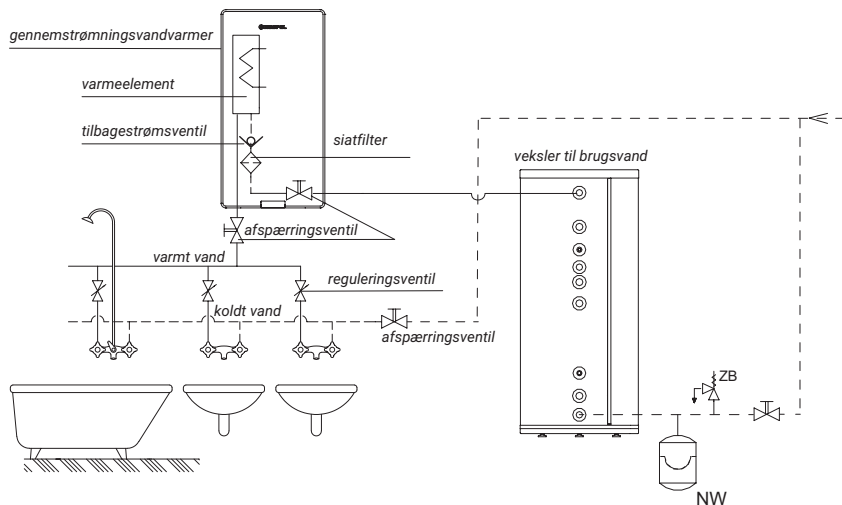 gennemstrømningsvandvarmer
varmeelement
tilbagestrømsventil
siatfilter
veksler til brugsvand
afspærringsventil
varmt vand
reguleringsventil
koldt vand
afspærringsventil
ZB
NW